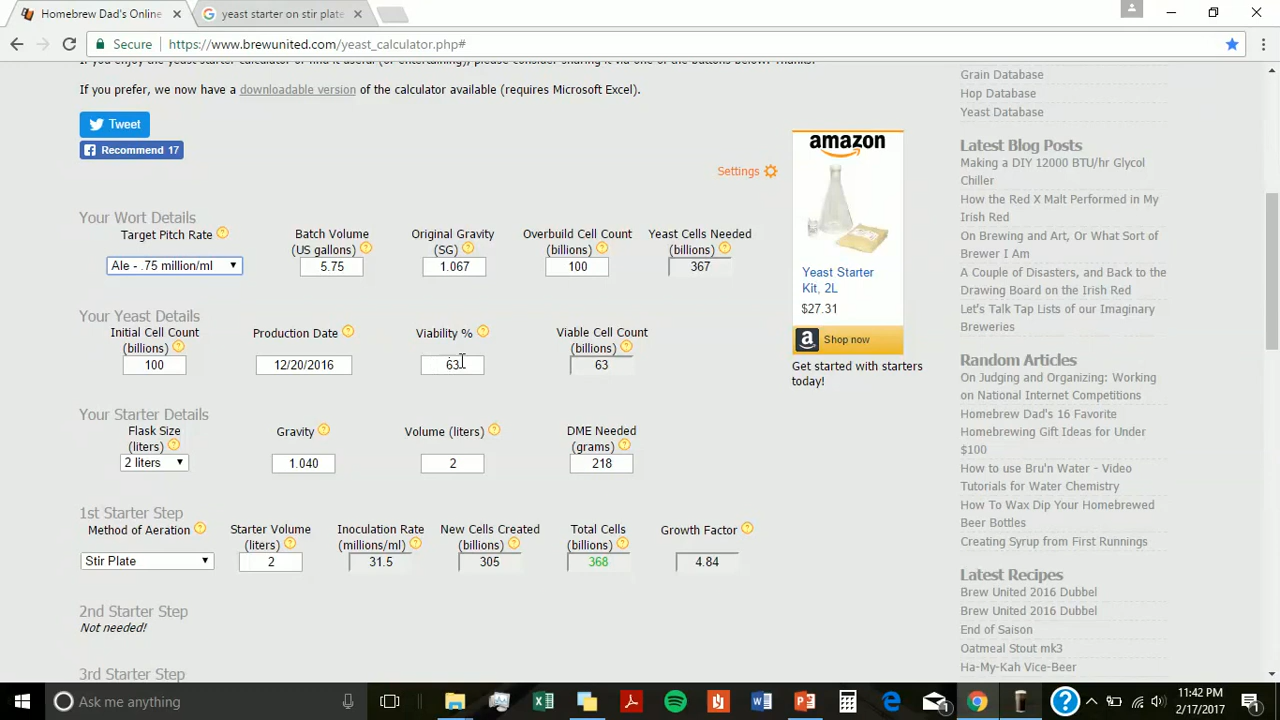 Homebrew Dad's Online
yeast starter on stir plate
Secure
https://www.brewunited.com/yeast_calculator.php#
If you prefer, we now have a downloadable version of the calculator available (requires Microsoft Excel).
Tweet
Recommend 17
Settings
Your Wort Details
Target Pitch Rate ?
Batch Volume (US gallons) ?
Original Gravity (SG) ?
Overbuild Cell Count (billions) ?
Yeast Cells Needed (billions) ?
Ale - .75 million/ml
5.75
1.067
100
367
Your Yeast Details
Initial Cell Count (billions) ?
Production Date ?
Viability % ?
Viable Cell Count (billions) ?
100
12/20/2016
63
63
Your Starter Details
Flask Size (liters) ?
Gravity ?
Volume (liters) ?
DME Needed (grams) ?
2 liters
1.040
2
218
1st Starter Step
Method of Aeration ?
Starter Volume (liters) ?
Inoculation Rate (millions/ml) ?
New Cells Created (billions) ?
Total Cells (billions) ?
Growth Factor ?
Stir Plate
2
31.5
305
368
4.84
2nd Starter Step
Not needed!
3rd Starter Step
amazon
Yeast Starter
Kit, 2L
$27.31
Shop now
Get started with starters
today!
Grain Database
Hop Database
Yeast Database
Latest Blog Posts
Making a DIY 12000 BTU/hr Glycol
Chiller
How the Red X Malt Performed in My
Irish Red
On Brewing and Art, Or What Sort of
Brewer I Am
A Couple of Disasters, and Back to the
Drawing Board on the Irish Red
Let's Talk Tap Lists of our Imaginary
Breweries
Random Articles
On Judging and Organizing: Working
on National Internet Competitions
Homebrew Dad's 16 Favorite
Homebrewing Gift Ideas for Under
$100
How to use Bru'n Water - Video
Tutorials for Water Chemistry
How To Wax Dip Your Homebrewed
Beer Bottles
Creating Syrup from First Runnings
Latest Recipes
Brew United 2016 Dubbel
Brew United 2016 Dubbel
End of Saison
Oatmeal Stout mk3
Ha-My-Kah Vice-Beer
Ask me anything
11:42 PM
2/17/2017